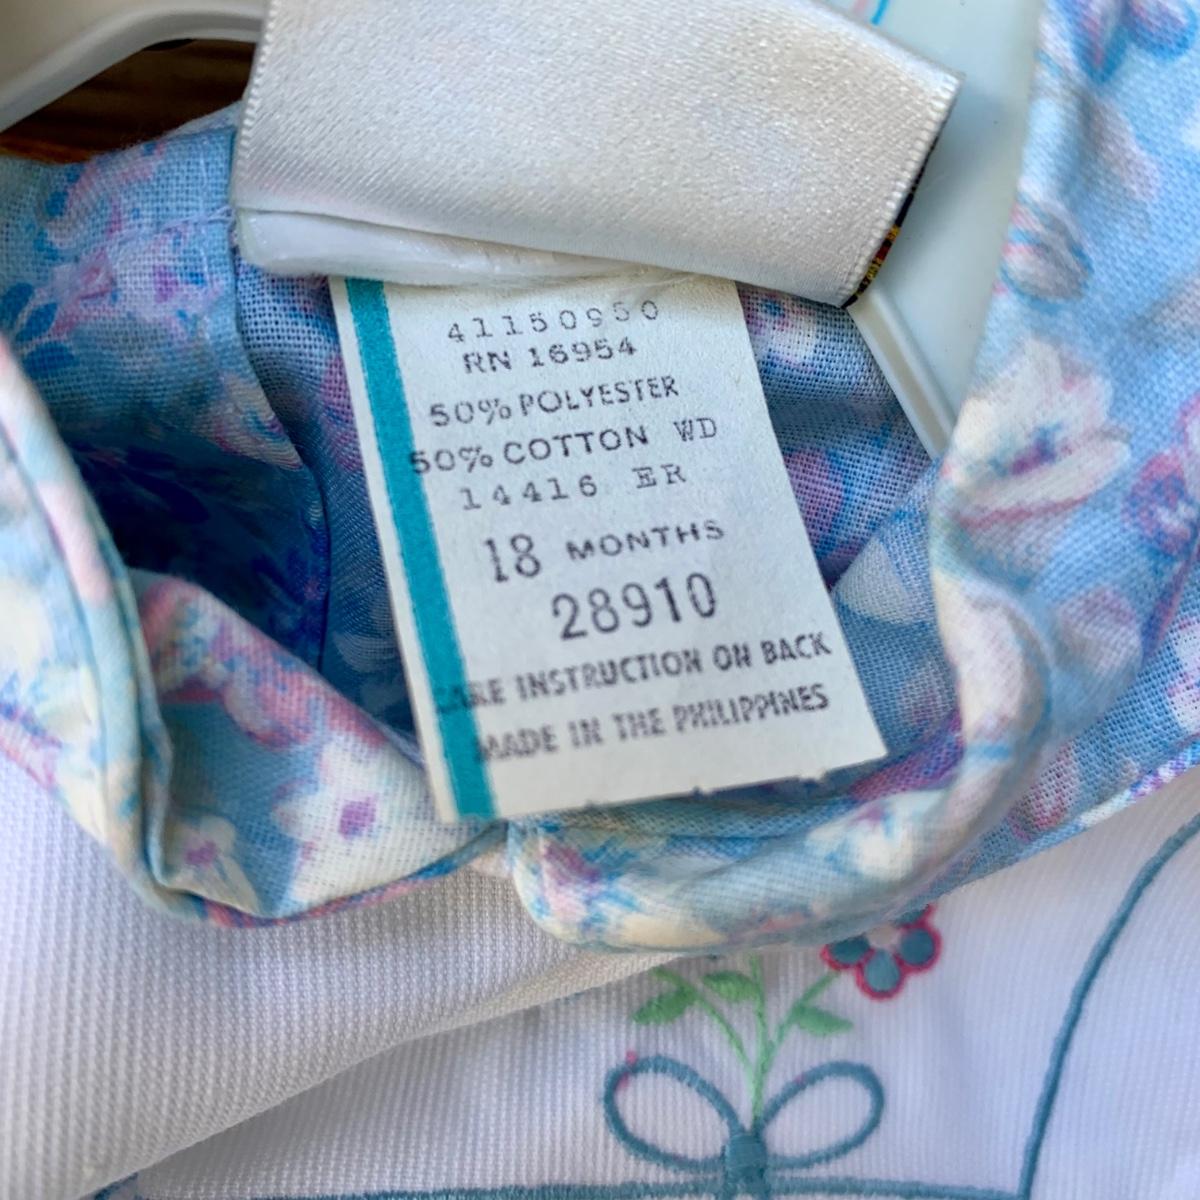 41150950
RN 16954
50% POLYESTER
50% COTTON WD
14416 ER
18 MONTHS
28910
CARE INSTRUCTION ON BACK
MADE IN THE PHILIPPINES